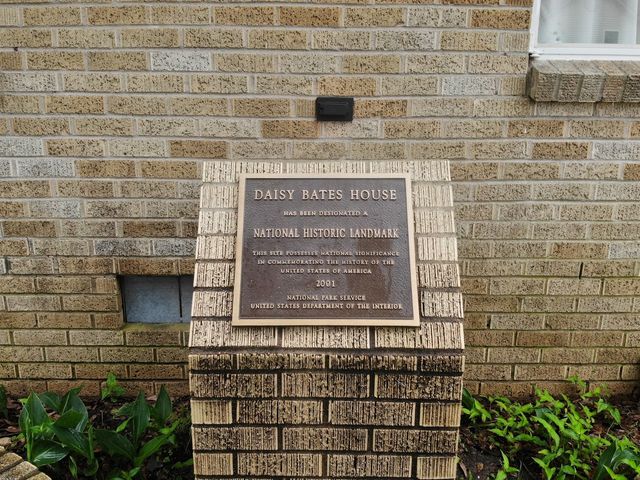 DAISY BATES HOUSE
HAS BEEN DESIGNATED A
NATIONAL HISTORIC LANDMARK
THIS SITE POSSESSES NATIONAL SIGNIFICANCE
IN COMMEMORATING THE HISTORY OF THE
UNITED STATES OF AMERICA
2001
NATIONAL PARK SERVICE
UNITED STATES DEPARTMENT OF THE INTERIOR